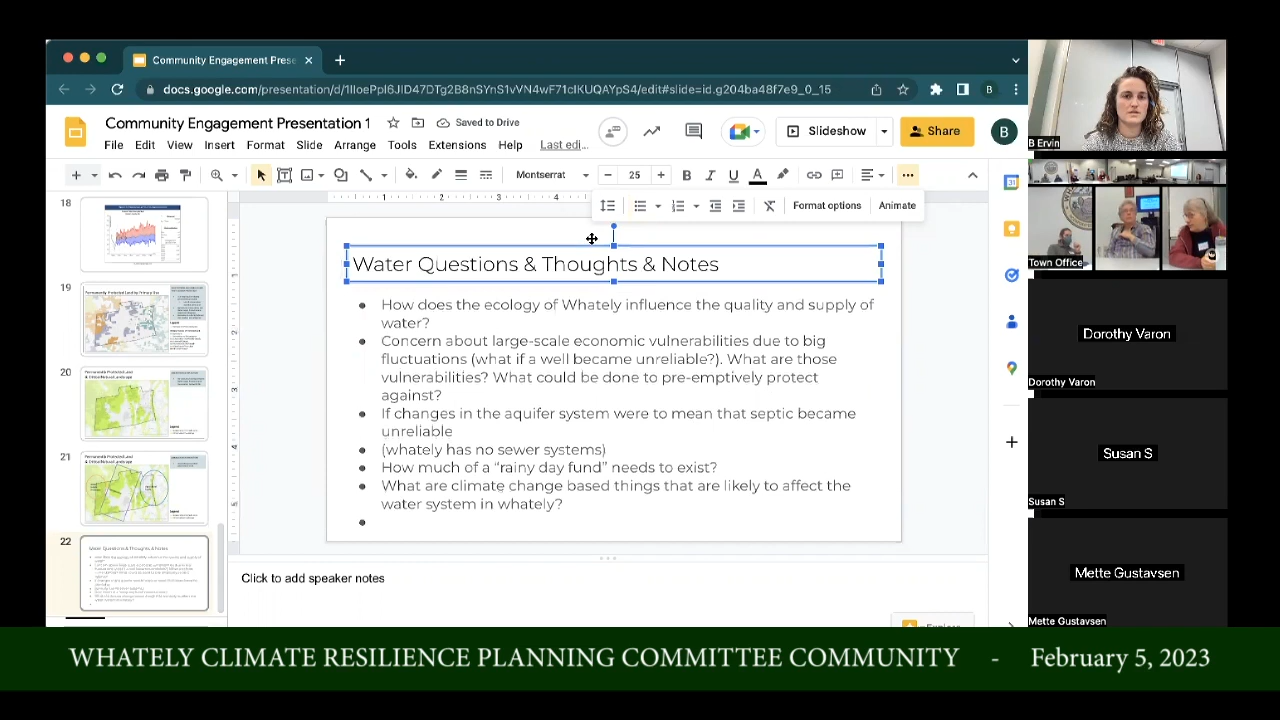 Community Engagement Prese
docs.google.com/presentation/d/1IIoePpI6JID47DTg2B8nSYnS1vVN4wF71cIKUQAYpS4/edit#slide=id.g204ba48f7e9_0_15
B
Community Engagement Presentation 1
Saved to Drive
File Edit View Insert Format Slide Arrange Tools Extensions Help Last edi...
Slideshow
Share
B
Montserrat
25
Format options
Animate
18
19
20
21
22
Water Questions & Thoughts & Notes
How does the ecology of Whately influence the quality and supply of
water?
Concern about large-scale economic vulnerabilities due to big
fluctuations (what if a well became unreliable?). What are those
vulnerabilities? What could be done to pre-emptively protect
against?
If changes in the aquifer system were to mean that septic became
unreliable
(whately has no sewer systems)
How much of a “rainy day fund” needs to exist?
What are climate change based things that are likely to affect the
water system in whately?
Click to add speaker notes
B Ervin
Town Office
Dorothy Varon
Dorothy Varon
Susan S
Susan S
Mette Gustavsen
Mette Gustavsen
WHATELY CLIMATE RESILIENCE PLANNING COMMITTEE COMMUNITY - February 5, 2023